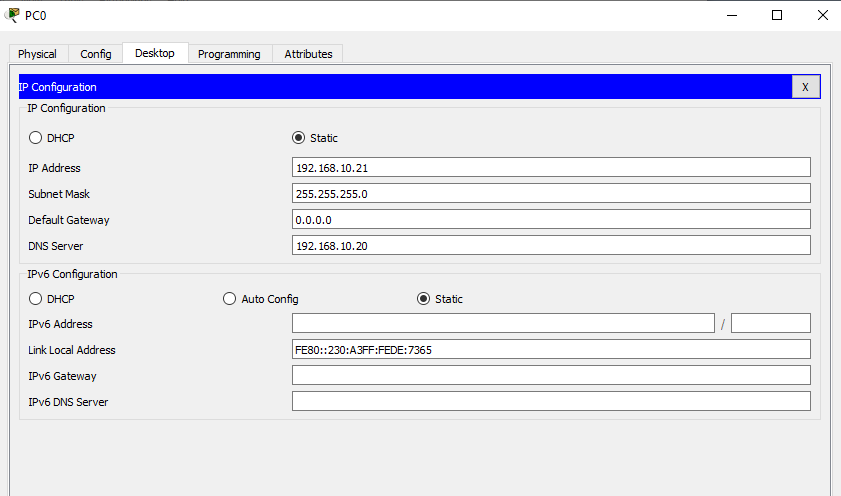 PC0
Physical Config Desktop Programming Attributes
IP Configuration X
IP Configuration
DHCP Static
IP Address 192.168.10.21
Subnet Mask 255.255.255.0
Default Gateway 0.0.0.0
DNS Server 192.168.10.20
IPv6 Configuration
DHCP Auto Config Static
IPv6 Address /
Link Local Address FE80::230:A3FF:FEDE:7365
IPv6 Gateway
IPv6 DNS Server